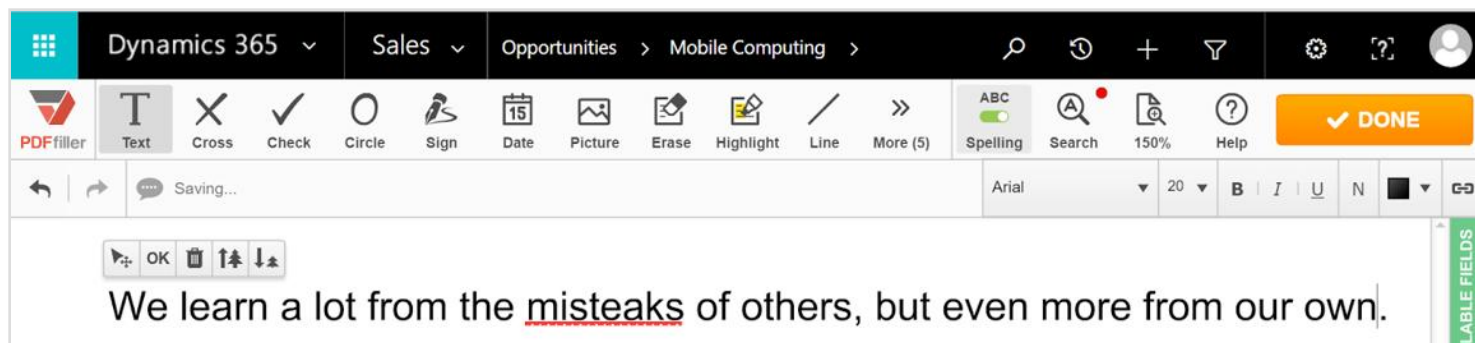 Dynamics 365 Sales Opportunities > Mobile Computing > [?]
T ABC
15 A ?
PDFfiller Text Cross Check Circle Sign Date Picture Erase Highlight Line More (5) Spelling Search 150% Help DONE
Saving... Arial 20 B I U N
OK
We learn a lot from the misteaks of others, but even more from our own.
LABLE FIELDS